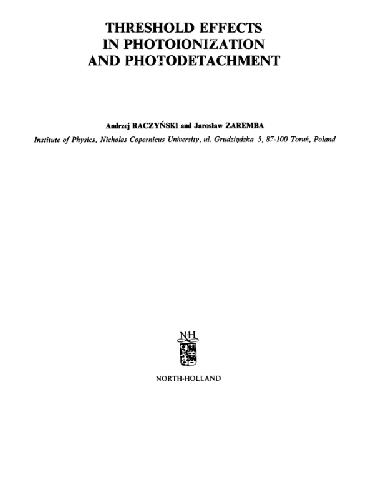 THRESHOLD EFFECTS
IN PHOTOIONIZATION
AND PHOTODETACHMENT
Andrzej RACZYŃSKI and Jarosław ZAREMBA
Institute of Physics, Nicholas Copernicus University, ul. Grudziądzka 5, 87-100 Toruń, Poland
NH
NORTH-HOLLAND